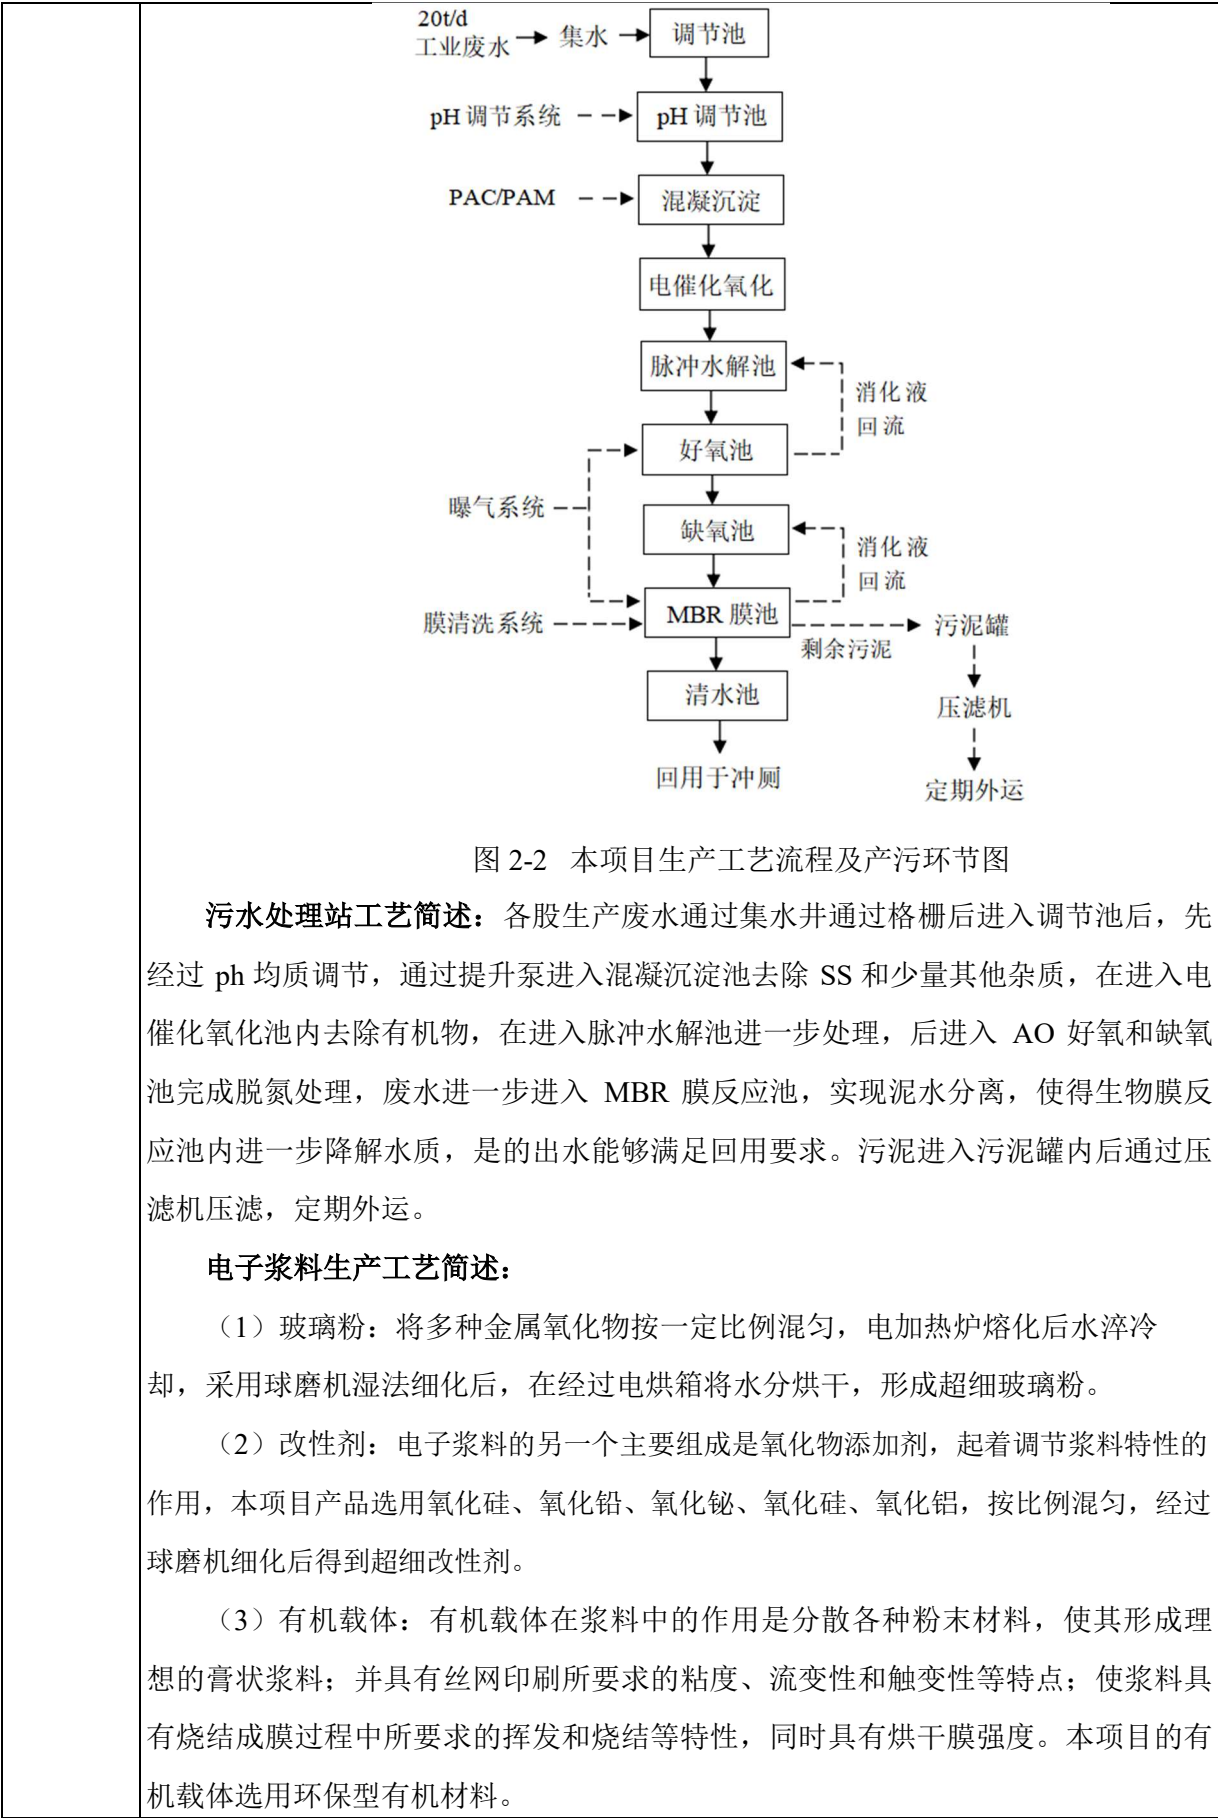 20t/d
工业废水
集水
调节池
pH 调节系统
pH 调节池
PAC/PAM
混凝沉淀
电催化氧化
脉冲水解池
消化液
回流
好氧池
曝气系统
缺氧池
消化液
回流
MBR 膜池
膜清洗系统
剩余污泥
污泥罐
清水池
压滤机
回用于冲厕
定期外运
图 2-2 本项目生产工艺流程及产污环节图
污水处理站工艺简述：各股生产废水通过集水井通过格栅后进入调节池后，先
经过 ph 均质调节，通过提升泵进入混凝沉淀池去除 SS 和少量其他杂质，在进入电
催化氧化池内去除有机物，在进入脉冲水解池进一步处理，后进入 AO 好氧和缺氧
池完成脱氮处理，废水进一步进入 MBR 膜反应池，实现泥水分离，使得生物膜反
应池内进一步降解水质，是的出水能够满足回用要求。污泥进入污泥罐内后通过压
滤机压滤，定期外运。
电子浆料生产工艺简述：
（1）玻璃粉：将多种金属氧化物按一定比例混匀，电加热炉熔化后水淬冷
却，采用球磨机湿法细化后，在经过电烘箱将水分烘干，形成超细玻璃粉。
（2）改性剂：电子浆料的另一个主要组成是氧化物添加剂，起着调节浆料特性的
作用，本项目产品选用氧化硅、氧化铅、氧化铋、氧化硅、氧化铝，按比例混匀，经过
球磨机细化后得到超细改性剂。
（3）有机载体：有机载体在浆料中的作用是分散各种粉末材料，使其形成理
想的膏状浆料；并具有丝网印刷所要求的粘度、流变性和触变性等特点；使浆料具
有烧结成膜过程中所要求的挥发和烧结等特性，同时具有烘干膜强度。本项目的有
机载体选用环保型有机材料。